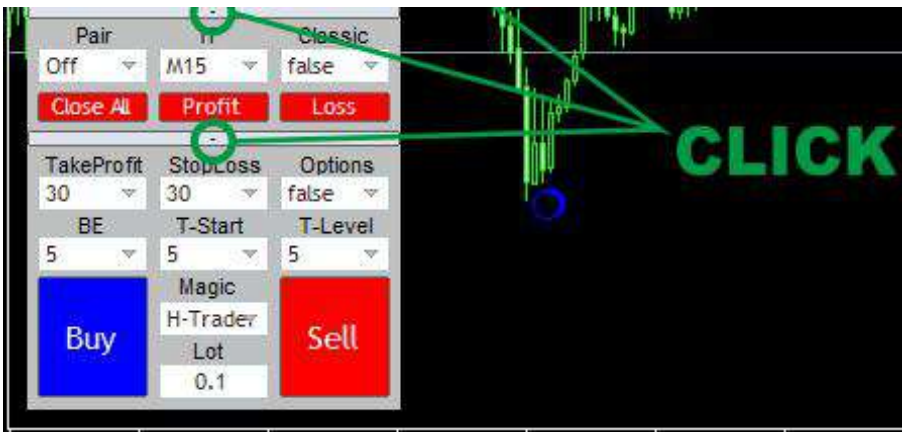 -
Pair Classic
Off M15 false
Close All Profit Loss
-
TakeProfit StopLoss Options
30 30 false
BE T-Start T-Level
5 5 5
Magic
H-Trader
Buy Sell
Lot
0.1
CLICK